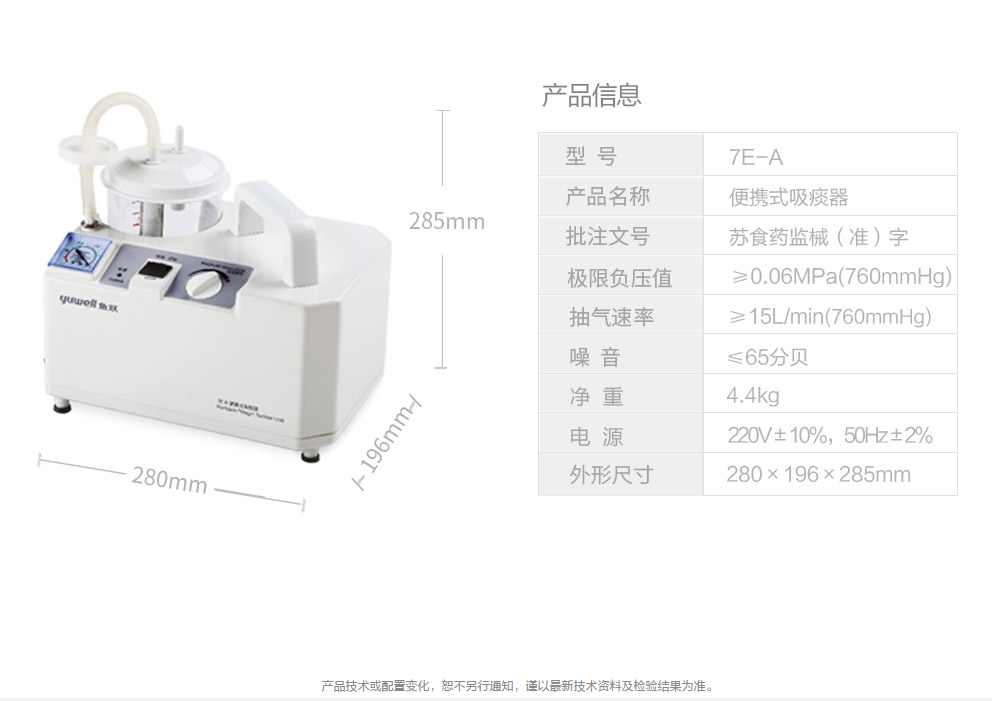 产品信息
型 号 7E-A
产品名称 便携式吸痰器
批注文号 苏食药监械（准）字
极限负压值 ≥0.06MPa(760mmHg)
抽气速率 ≥15L/min(760mmHg)
噪 音 ≤65分贝
净 重 4.4kg
电 源 220V±10%, 50Hz±2%
外形尺寸 280×196×285mm
285mm
196mm
280mm
yuwell 鱼跃
产品技术或配置变化，恕不另行通知，谨以最新技术资料及检验结果为准。